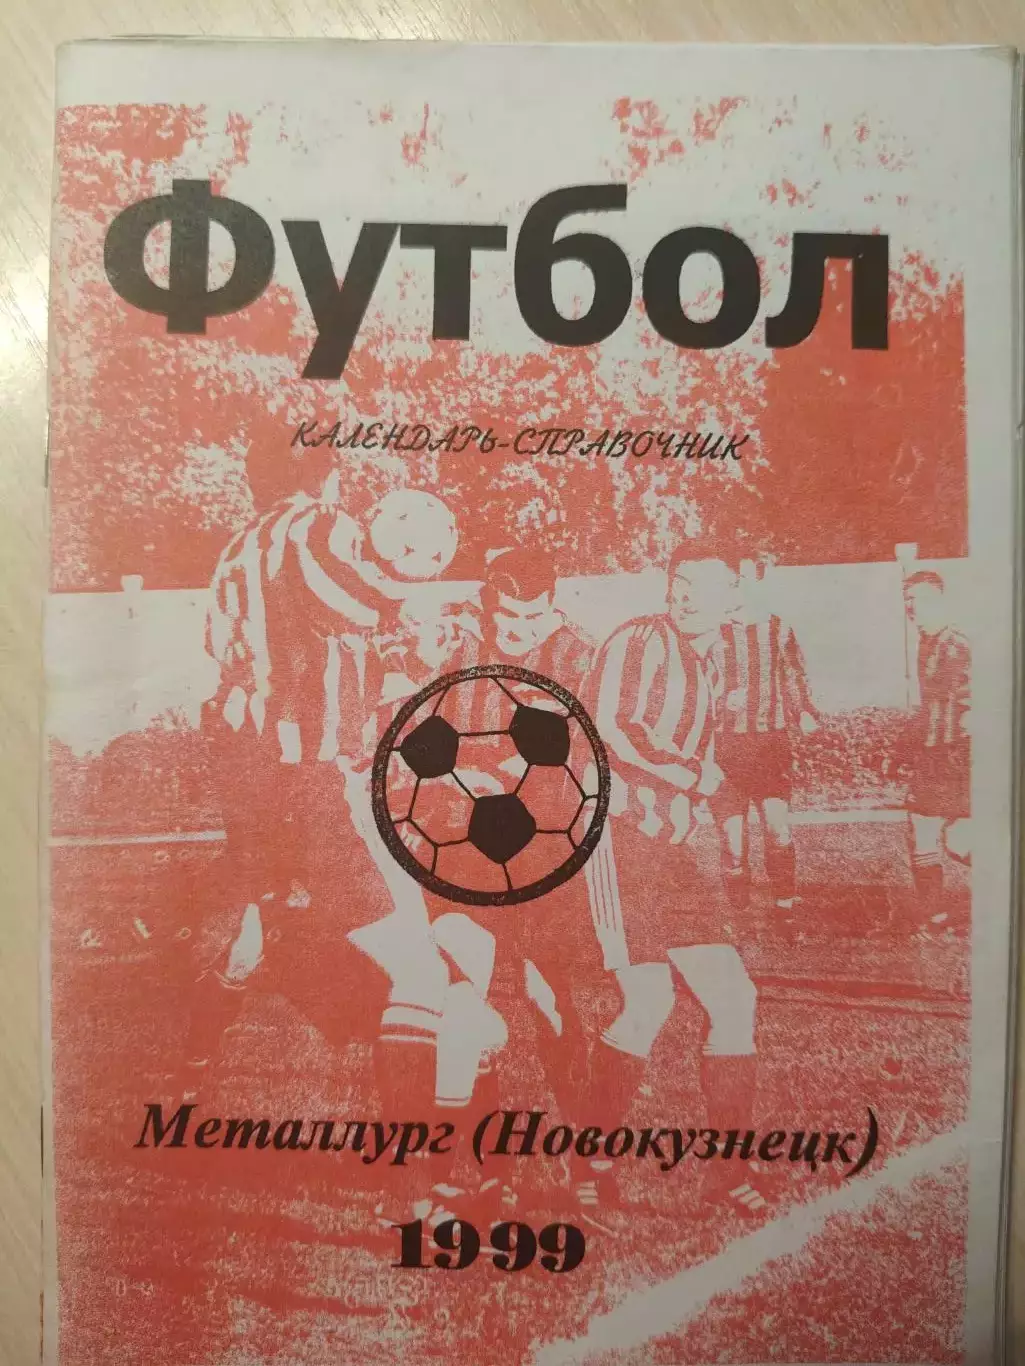 Футбол
КАЛЕНДАРЬ-СПРАВОЧНИК
Металлург (Новокузнецк)
1999